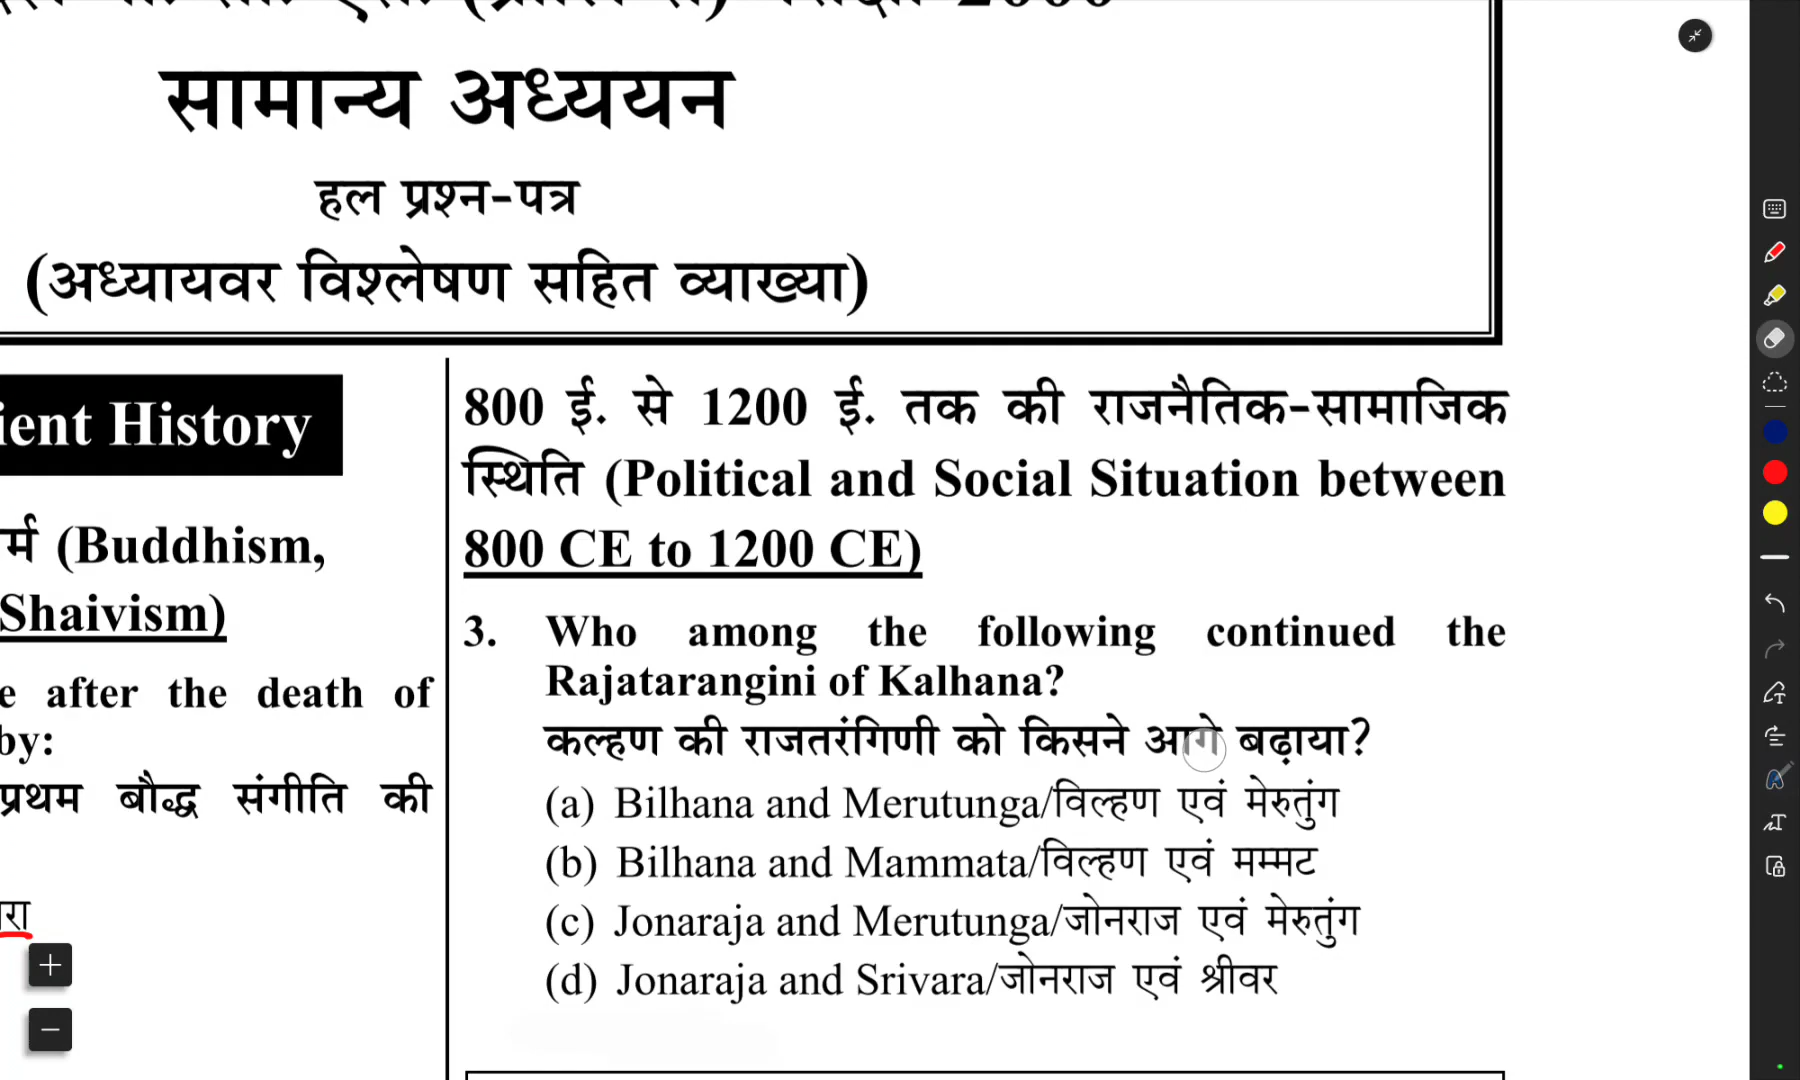 सामान्य अध्ययन
हल प्रश्न-पत्र
(अध्यायवर विश्लेषण सहित व्याख्या)
ient History
र्म (Buddhism,
Shaivism)
e after the death of
by:
प्रथम बौद्ध संगीति की
रा
800 ई. से 1200 ई. तक की राजनैतिक-सामाजिक
स्थिति (Political and Social Situation between
800 CE to 1200 CE)
3. Who among the following continued the
Rajatarangini of Kalhana?
कल्हण की राजतरंगिणी को किसने आगे बढ़ाया?
(a) Bilhana and Merutunga/विल्हण एवं मेरुतुंग
(b) Bilhana and Mammata/विल्हण एवं मम्मट
(c) Jonaraja and Merutunga/जोनराज एवं मेरुतुंग
(d) Jonaraja and Srivara/जोनराज एवं श्रीवर